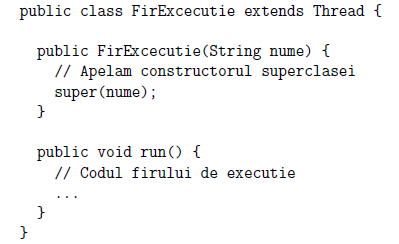 public class FirExcecutie extends Thread {
public FirExcecutie(String nume) {
// Apelam constructorul superclasei
super(nume);
}
public void run() {
// Codul firului de executie
...
}
}